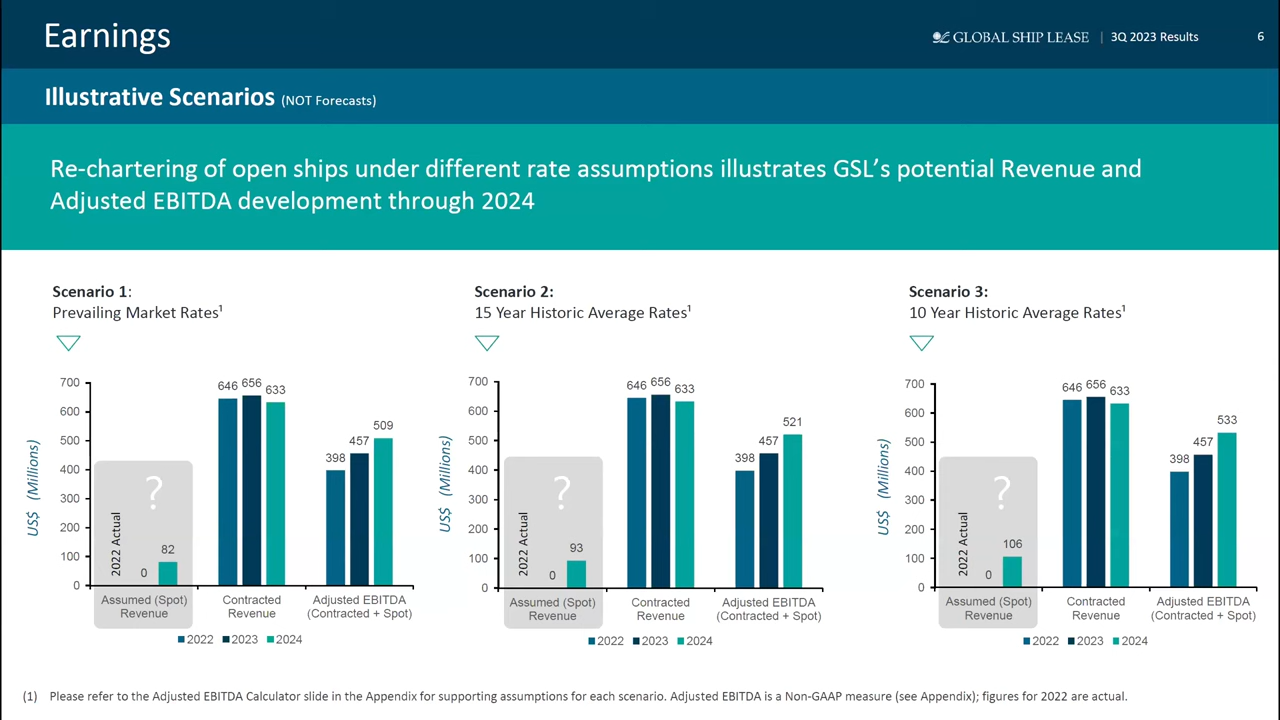 Earnings
GLOBAL SHIP LEASE | 3Q 2023 Results 6
Illustrative Scenarios (NOT Forecasts)
Re-chartering of open ships under different rate assumptions illustrates GSL’s potential Revenue and
Adjusted EBITDA development through 2024
Scenario 1:
Prevailing Market Rates¹
US$ (Millions)
700
600
500
400
300
200
100
0
2022 Actual
?
0
82
646
656
633
398
457
509
Assumed (Spot)
Revenue
Contracted
Revenue
Adjusted EBITDA
(Contracted + Spot)
2022 2023 2024
Scenario 2:
15 Year Historic Average Rates¹
US$ (Millions)
700
600
500
400
300
200
100
0
2022 Actual
?
0
93
646
656
633
398
457
521
Assumed (Spot)
Revenue
Contracted
Revenue
Adjusted EBITDA
(Contracted + Spot)
2022 2023 2024
Scenario 3:
10 Year Historic Average Rates¹
US$ (Millions)
700
600
500
400
300
200
100
0
2022 Actual
?
0
106
646
656
633
398
457
533
Assumed (Spot)
Revenue
Contracted
Revenue
Adjusted EBITDA
(Contracted + Spot)
2022 2023 2024
(1) Please refer to the Adjusted EBITDA Calculator slide in the Appendix for supporting assumptions for each scenario. Adjusted EBITDA is a Non-GAAP measure (see Appendix); figures for 2022 are actual.